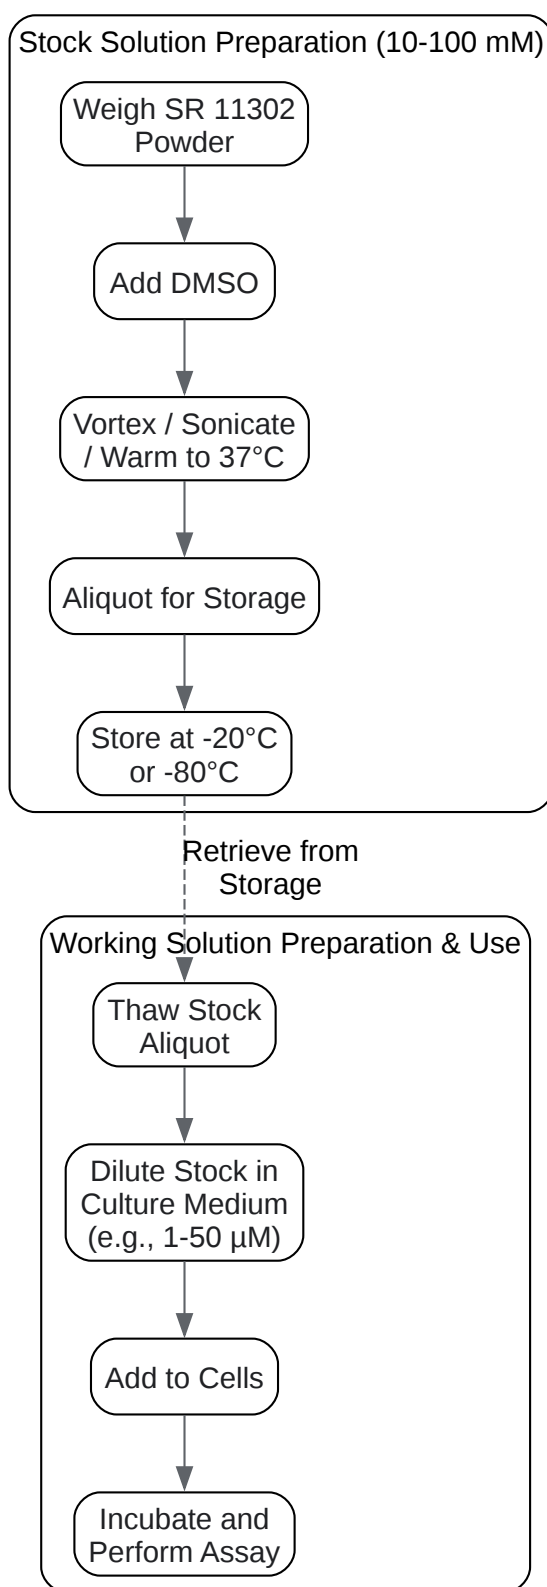 Stock Solution Preparation (10-100 mM)
Weigh SR 11302
Powder
Add DMSO
Vortex / Sonicate
/ Warm to 37°C
Aliquot for Storage
Store at -20°C
or -80°C
Retrieve from
Storage
Working Solution Preparation & Use
Thaw Stock
Aliquot
Dilute Stock in
Culture Medium
(e.g., 1-50 µM)
Add to Cells
Incubate and
Perform Assay